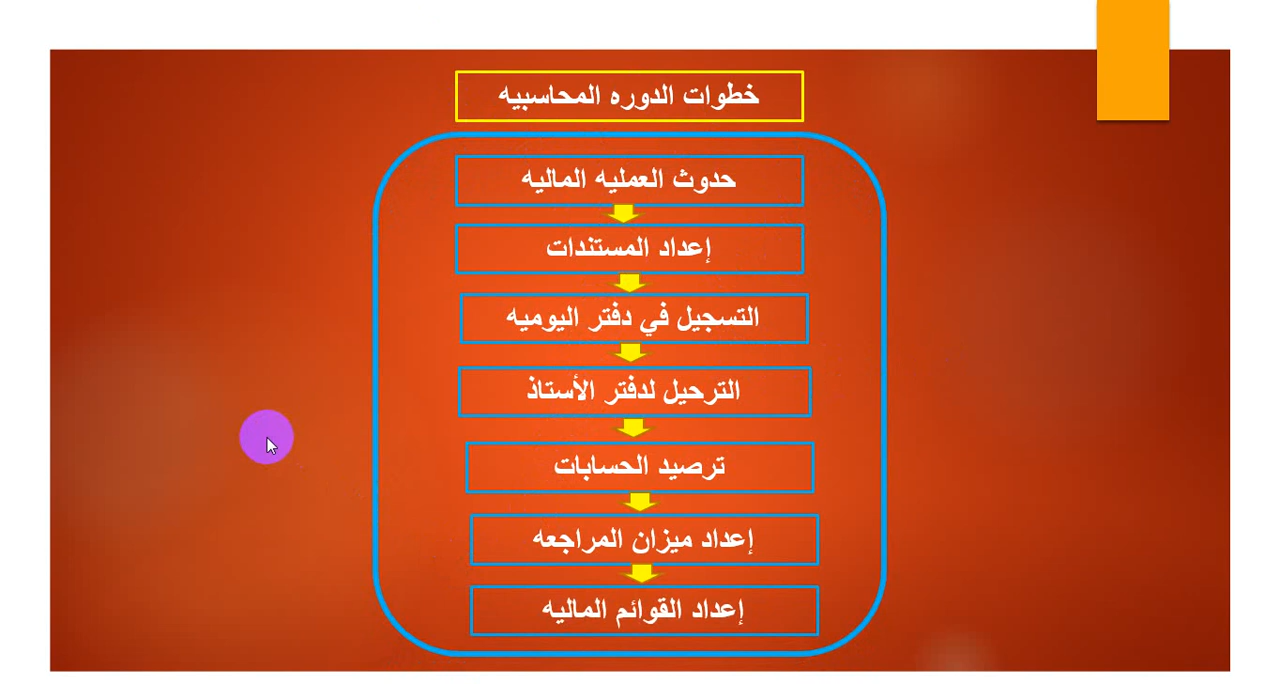 خطوات الدوره المحاسبيه
حدوث العمليه الماليه
إعداد المستندات
التسجيل في دفتر اليوميه
الترحيل لدفتر الأستاذ
ترصيد الحسابات
إعداد ميزان المراجعه
إعداد القوائم الماليه